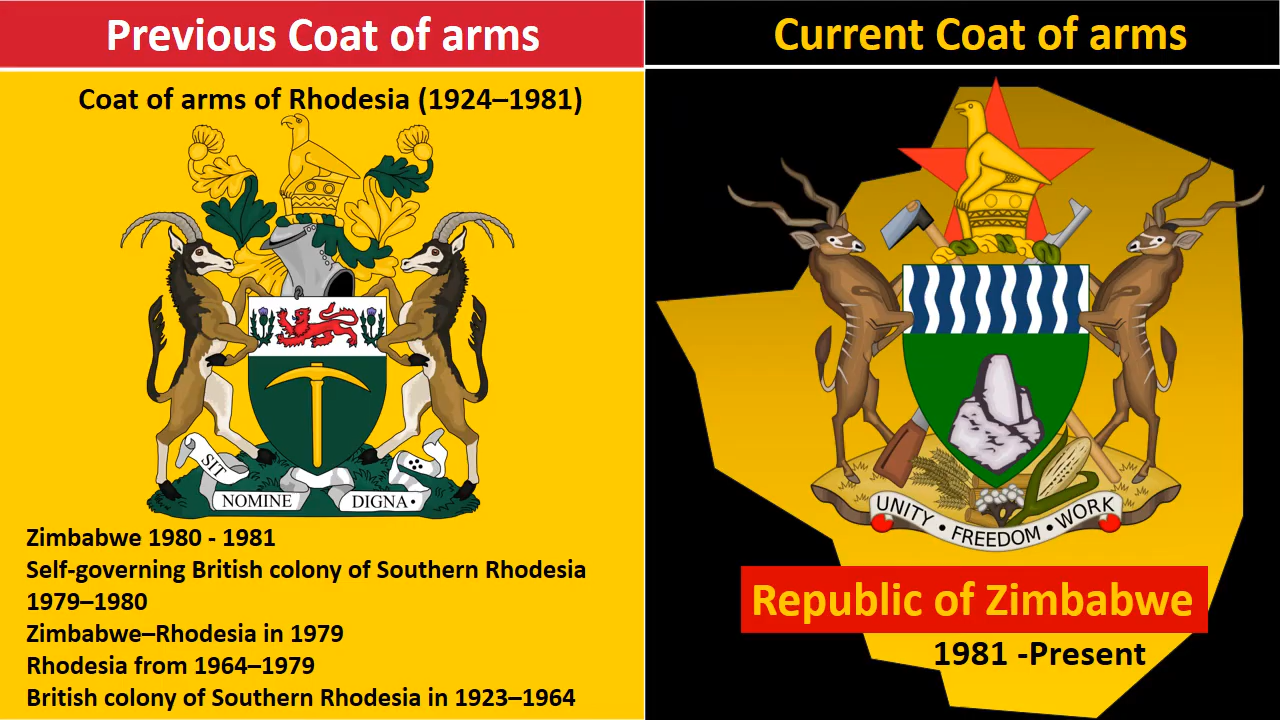 Previous Coat of arms
Current Coat of arms
Coat of arms of Rhodesia (1924–1981)
SIT
NOMINE
DIGNA•
Zimbabwe 1980 - 1981
Self-governing British colony of Southern Rhodesia
1979–1980
Zimbabwe–Rhodesia in 1979
Rhodesia from 1964–1979
British colony of Southern Rhodesia in 1923–1964
UNITY • FREEDOM • WORK
Republic of Zimbabwe
1981 -Present